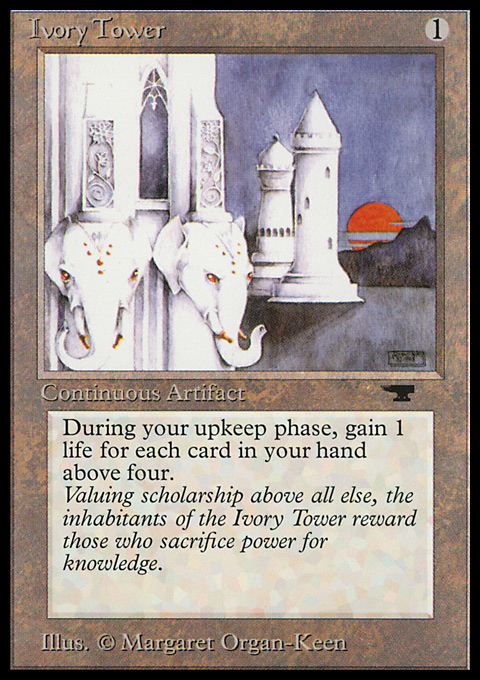 Ivory Tower 1
Continuous Artifact
During your upkeep phase, gain 1
life for each card in your hand
above four.
Valuing scholarship above all else, the
inhabitants of the Ivory Tower reward
those who sacrifice power for
knowledge.
Illus. © Margaret Organ-Keen